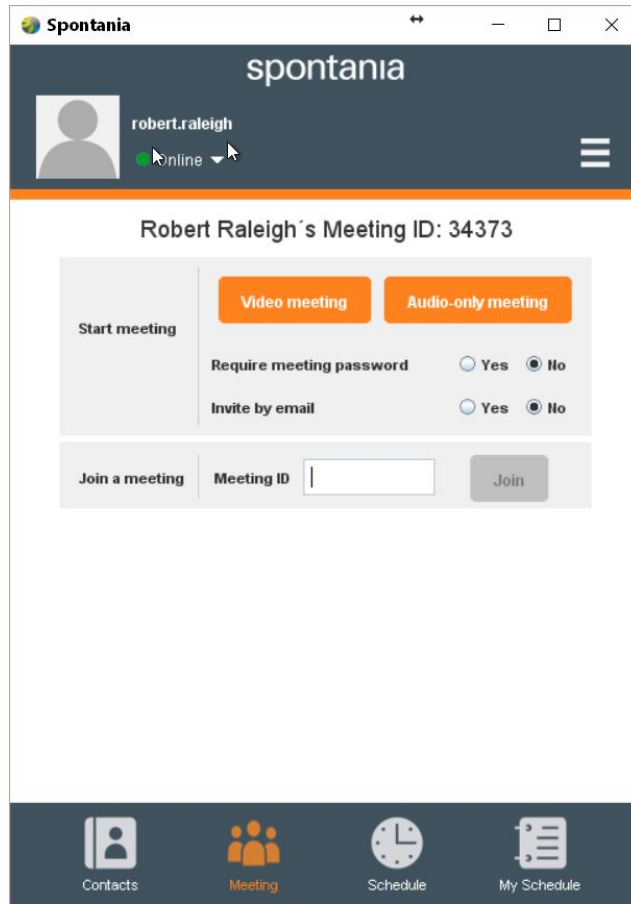 Spontania
spontania
robert.raleigh
Online
Robert Raleigh´s Meeting ID: 34373
Start meeting
Video meeting
Audio-only meeting
Require meeting password Yes No
Invite by email Yes No
Join a meeting Meeting ID Join
Contacts Meeting Schedule My Schedule